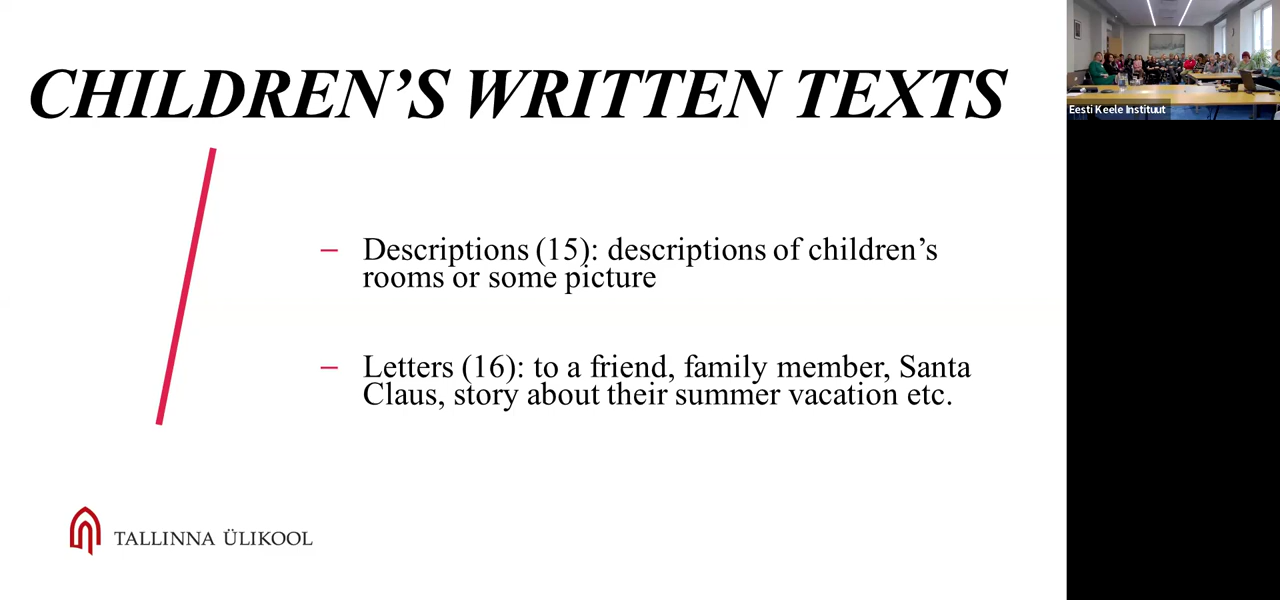 CHILDREN’S WRITTEN TEXTS
Eesti Keele Instituut
– Descriptions (15): descriptions of children’s
rooms or some picture
– Letters (16): to a friend, family member, Santa
Claus, story about their summer vacation etc.
TALLINNA ÜLIKOOL